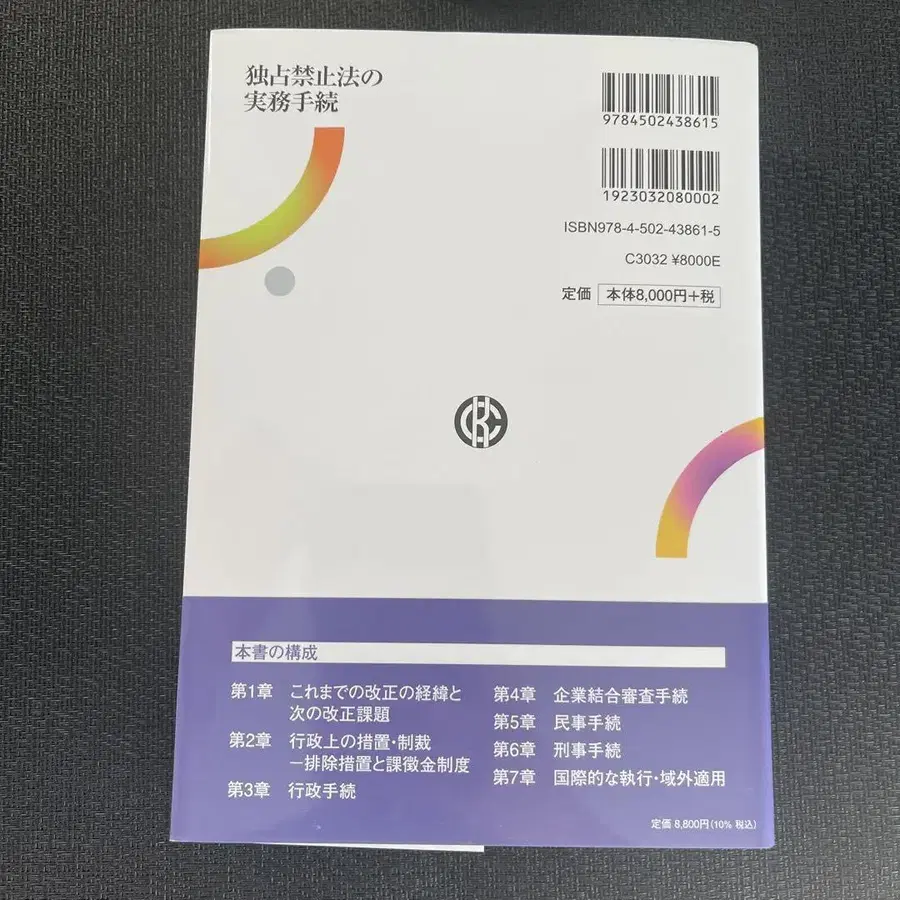 独占禁止法の
実務手続
9784502438615
1923032080002
ISBN978-4-502-43861-5
C3032 ¥8000E
定価 本体8,000円+税
本書の構成
第1章 これまでの改正の経緯と
次の改正課題
第2章 行政上の措置・制裁
－排除措置と課徴金制度
第3章 行政手続
第4章 企業結合審査手続
第5章 民事手続
第6章 刑事手続
第7章 国際的な執行・域外適用
定価 8,800円(10% 税込)